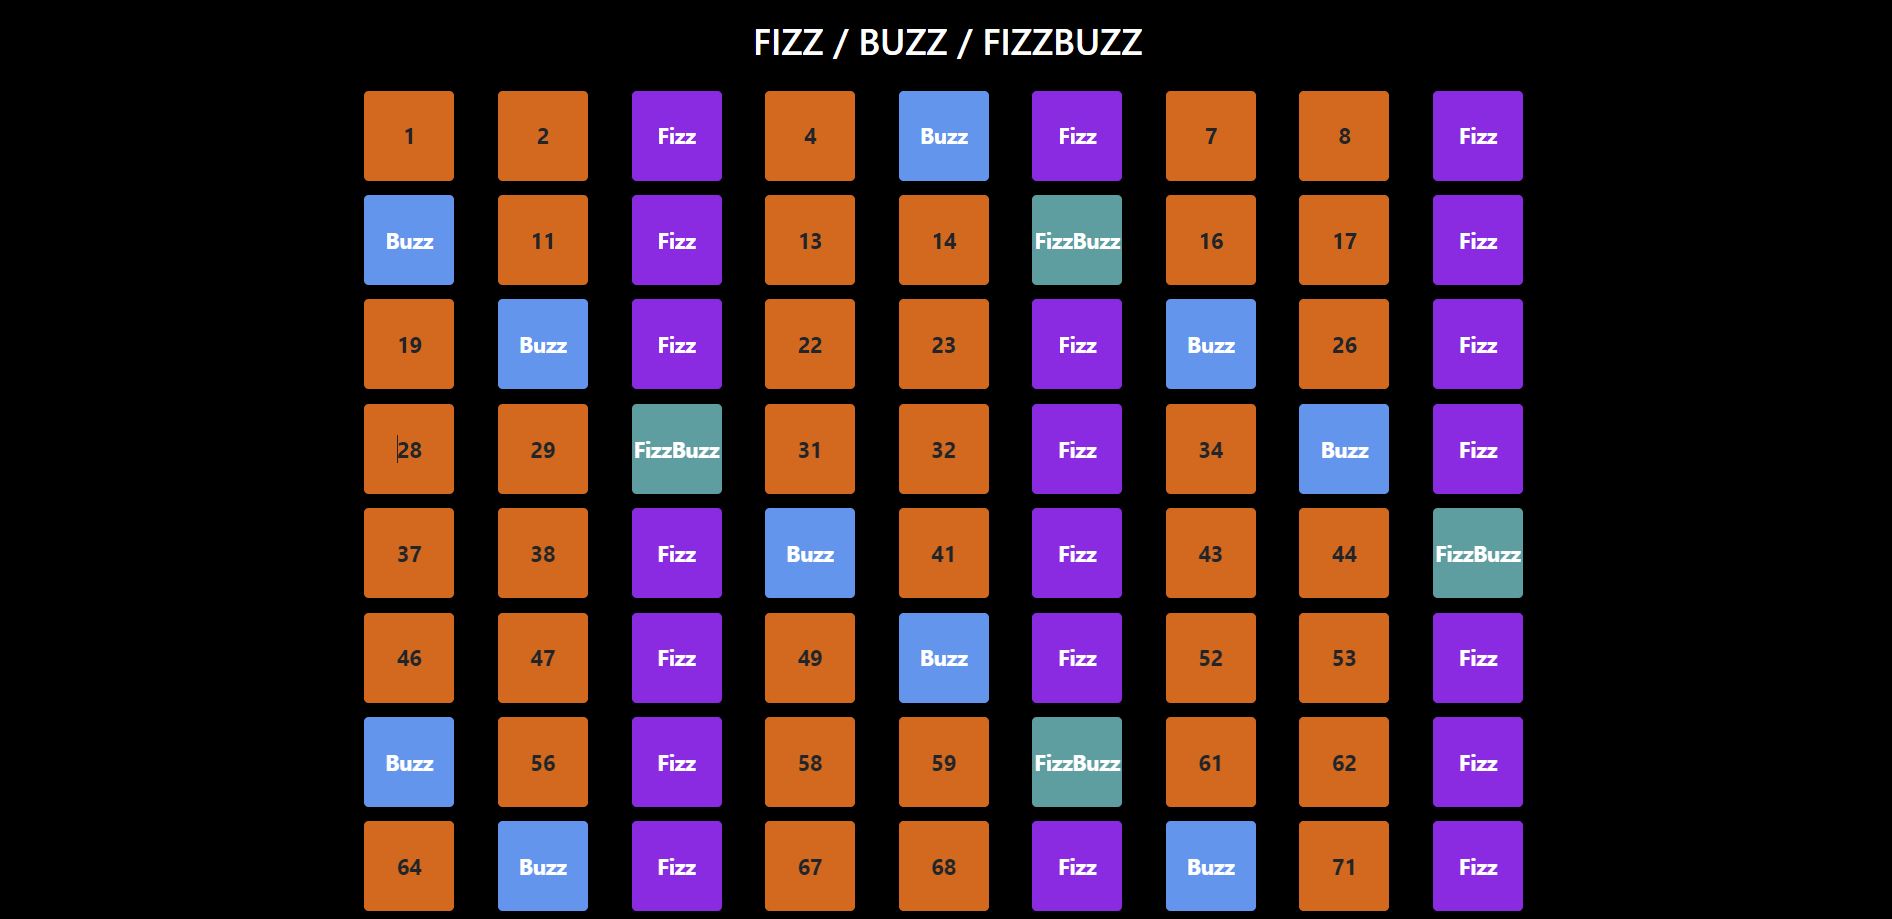 FIZZ / BUZZ / FIZZBUZZ
1 2 Fizz 4 Buzz Fizz 7 8 Fizz
Buzz 11 Fizz 13 14 FizzBuzz 16 17 Fizz
19 Buzz Fizz 22 23 Fizz Buzz 26 Fizz
28 29 FizzBuzz 31 32 Fizz 34 Buzz Fizz
37 38 Fizz Buzz 41 Fizz 43 44 FizzBuzz
46 47 Fizz 49 Buzz Fizz 52 53 Fizz
Buzz 56 Fizz 58 59 FizzBuzz 61 62 Fizz
64 Buzz Fizz 67 68 Fizz Buzz 71 Fizz